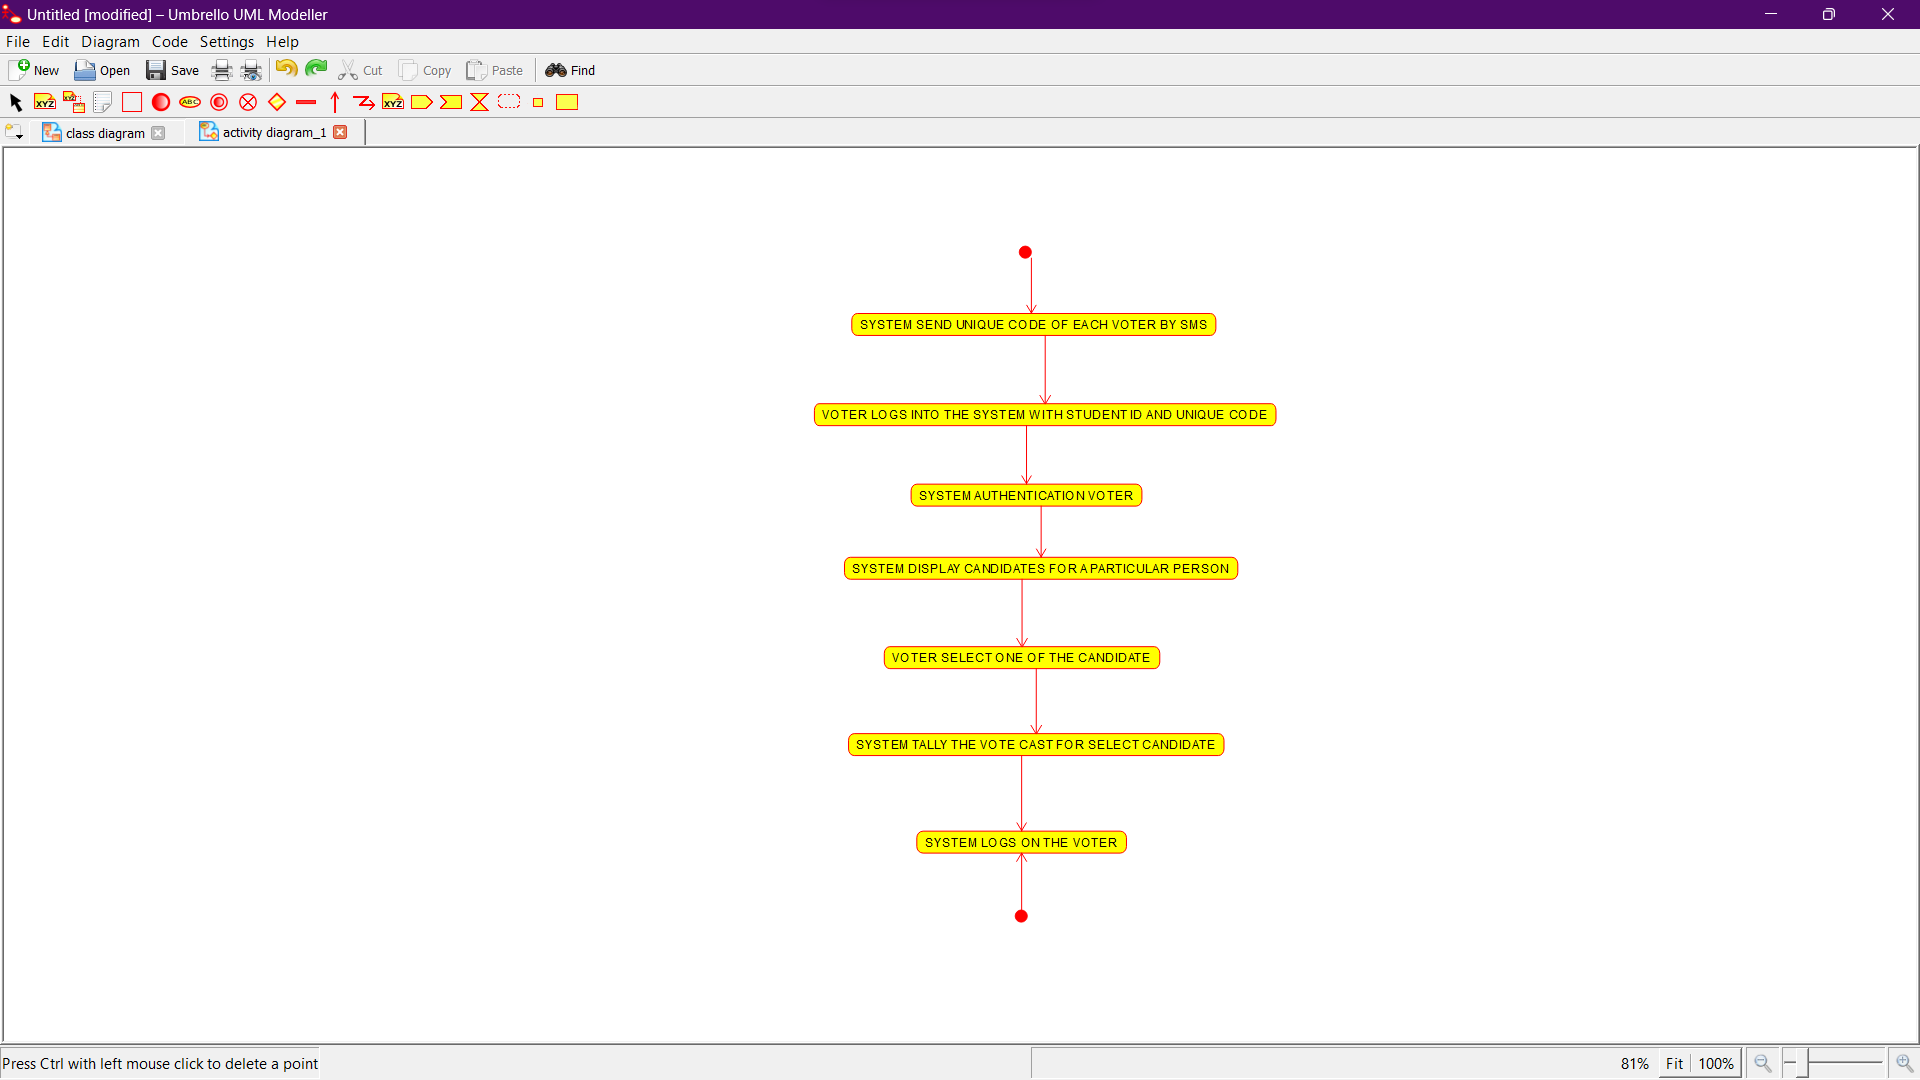 Untitled [modified] – Umbrello UML Modeller
File Edit Diagram Code Settings Help
New Open Save Cut Copy Paste Find
XYZ XYZ ABC XYZ
class diagram activity diagram_1
SYSTEM SEND UNIQUE CODE OF EACH VOTER BY SMS
VOTER LOGS INTO THE SYSTEM WITH STUDENT ID AND UNIQUE CODE
SYSTEM AUTHENTICATION VOTER
SYSTEM DISPLAY CANDIDATES FOR A PARTICULAR PERSON
VOTER SELECT ONE OF THE CANDIDATE
SYSTEM TALLY THE VOTE CAST FOR SELECT CANDIDATE
SYSTEM LOGS ON THE VOTER
Press Ctrl with left mouse click to delete a point
81% Fit 100%